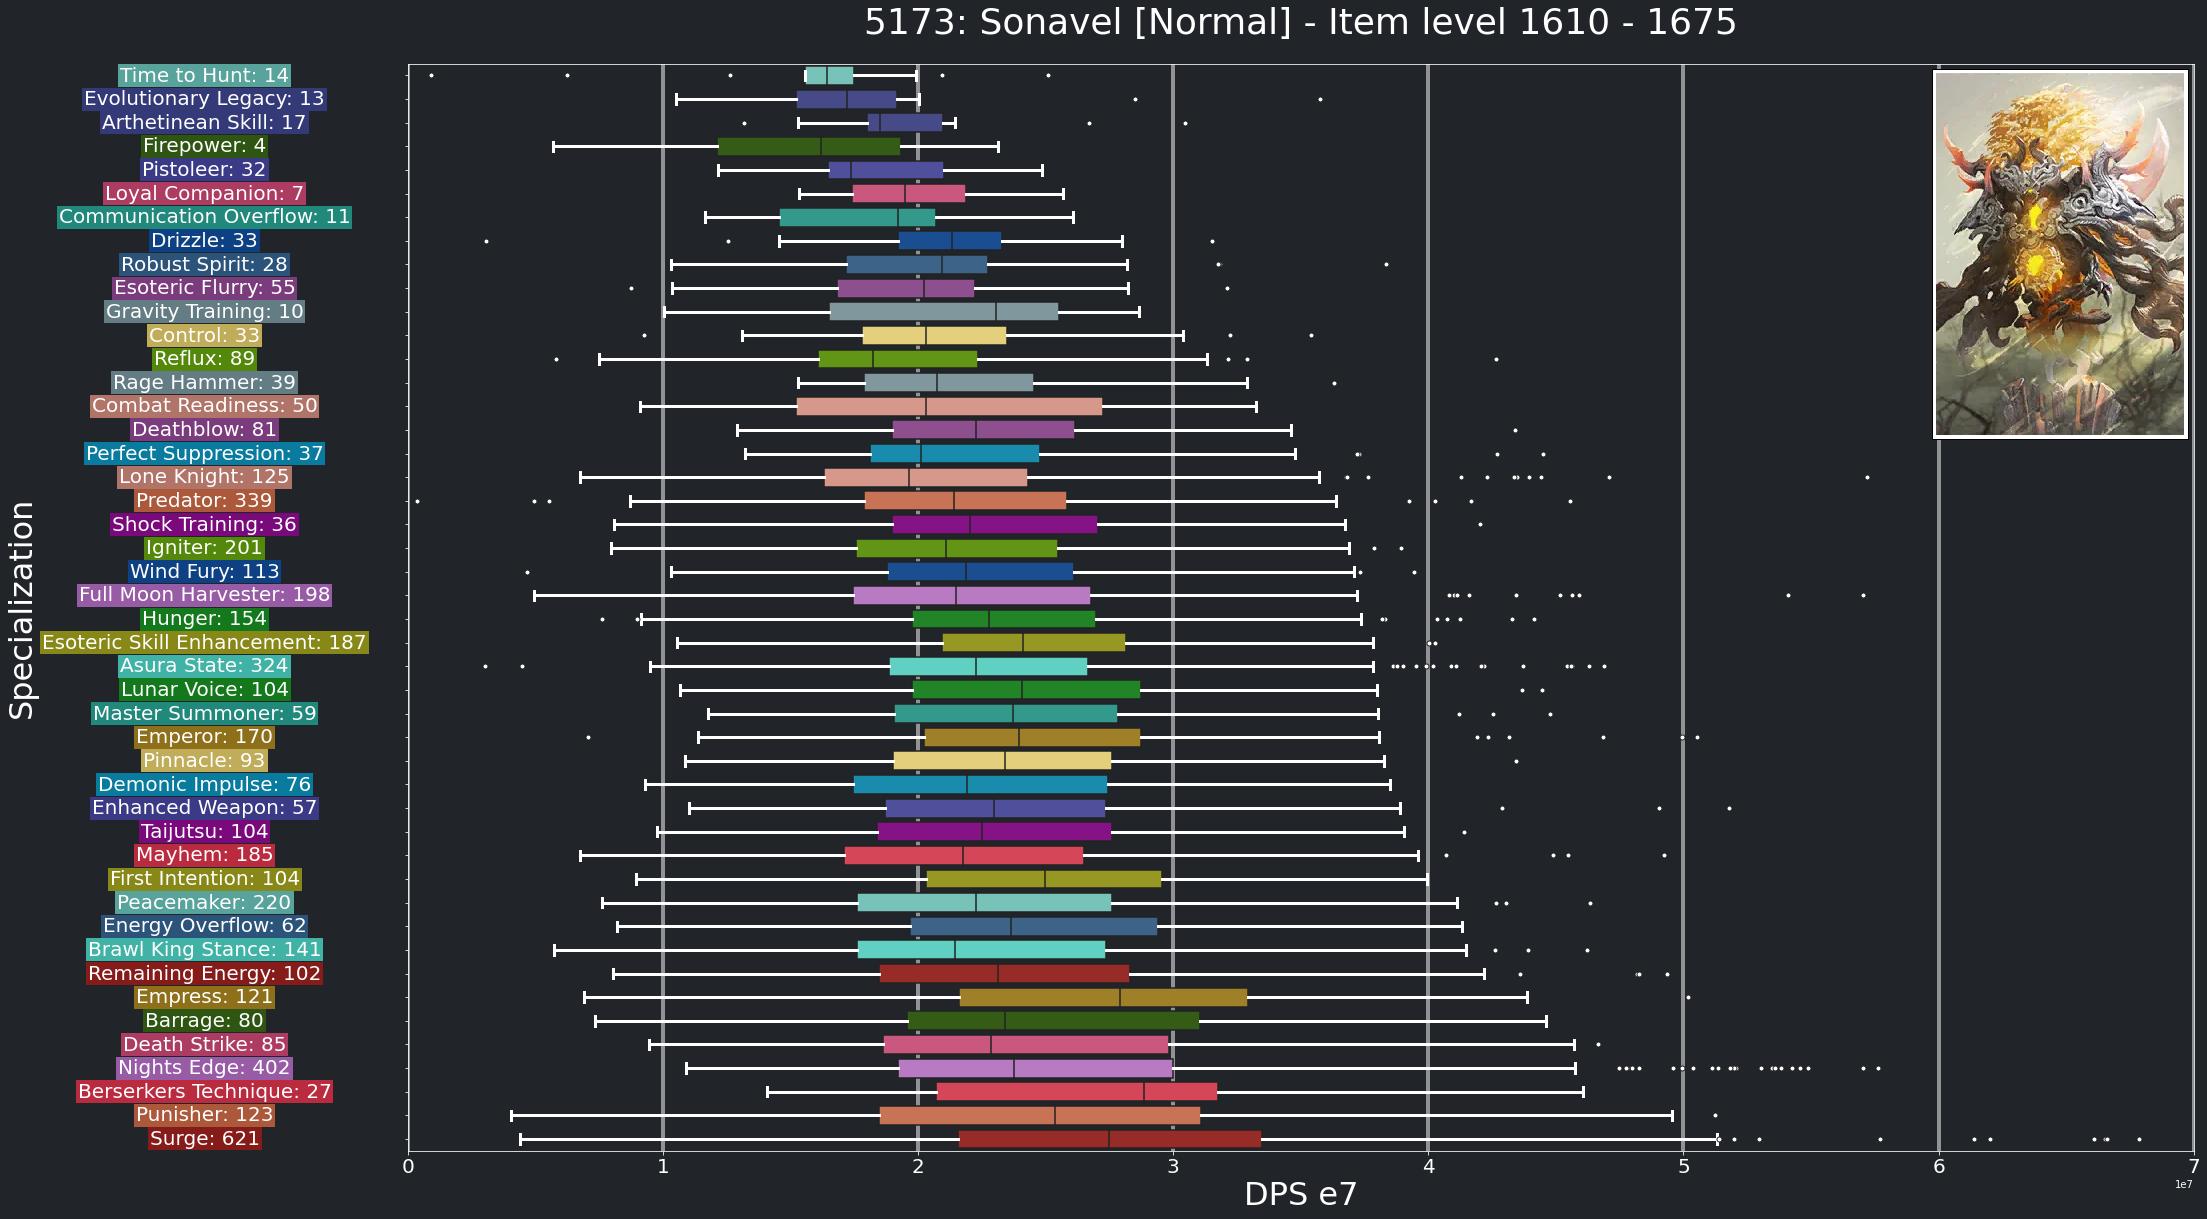 5173: Sonavel [Normal] - Item level 1610 - 1675
Time to Hunt: 14
Evolutionary Legacy: 13
Arthetinean Skill: 17
Firepower: 4
Pistoleer: 32
Loyal Companion: 7
Communication Overflow: 11
Drizzle: 33
Robust Spirit: 28
Esoteric Flurry: 55
Gravity Training: 10
Control: 33
Reflux: 89
Rage Hammer: 39
Combat Readiness: 50
Deathblow: 81
Perfect Suppression: 37
Lone Knight: 125
Predator: 339
Shock Training: 36
Igniter: 201
Wind Fury: 113
Full Moon Harvester: 198
Hunger: 154
Esoteric Skill Enhancement: 187
Asura State: 324
Lunar Voice: 104
Master Summoner: 59
Emperor: 170
Pinnacle: 93
Demonic Impulse: 76
Enhanced Weapon: 57
Taijutsu: 104
Mayhem: 185
First Intention: 104
Peacemaker: 220
Energy Overflow: 62
Brawl King Stance: 141
Remaining Energy: 102
Empress: 121
Barrage: 80
Death Strike: 85
Nights Edge: 402
Berserkers Technique: 27
Punisher: 123
Surge: 621
Specialization
0 1 2 3 4 5 6 7
DPS e7
1e7